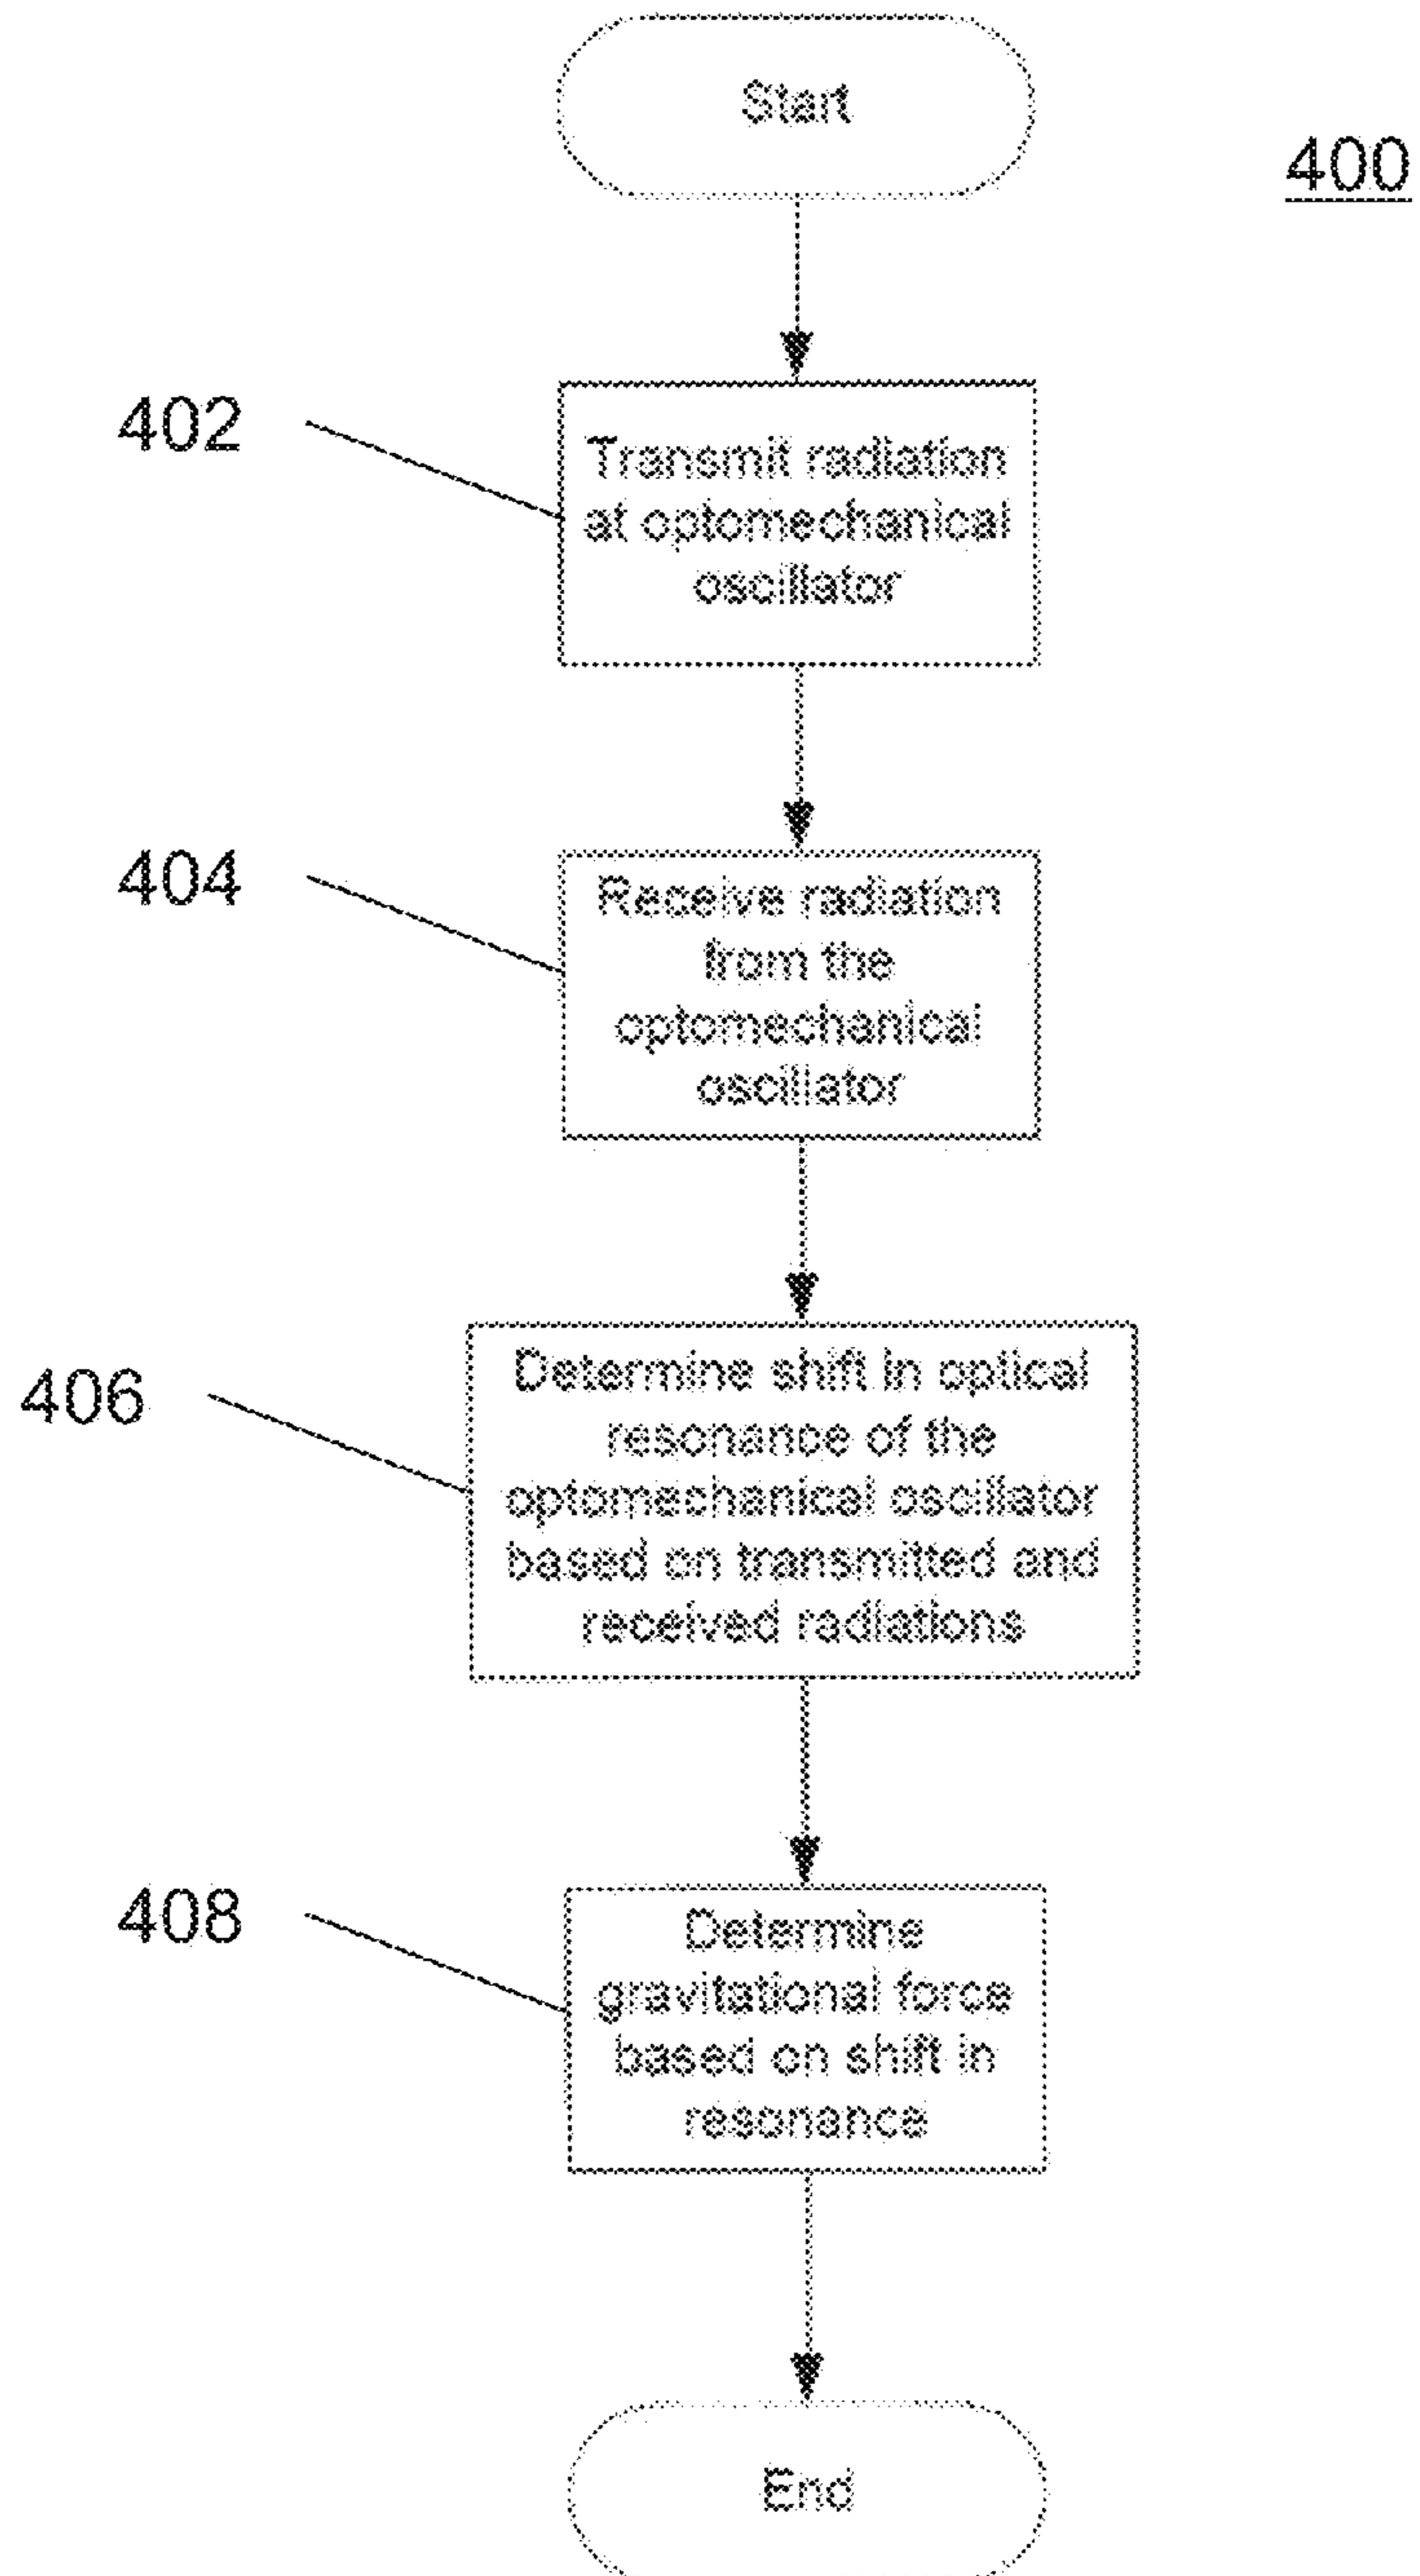 Start
400
402
Transmit radiation
at optomechanical
oscillator
404
Receive radiation
from the
optomechanical
oscillator
406
Determine shift in optical
resonance of the
optomechanical oscillator
based on transmitted and
received radiations
408
Determine
gravitational force
based on shift in
resonance
End